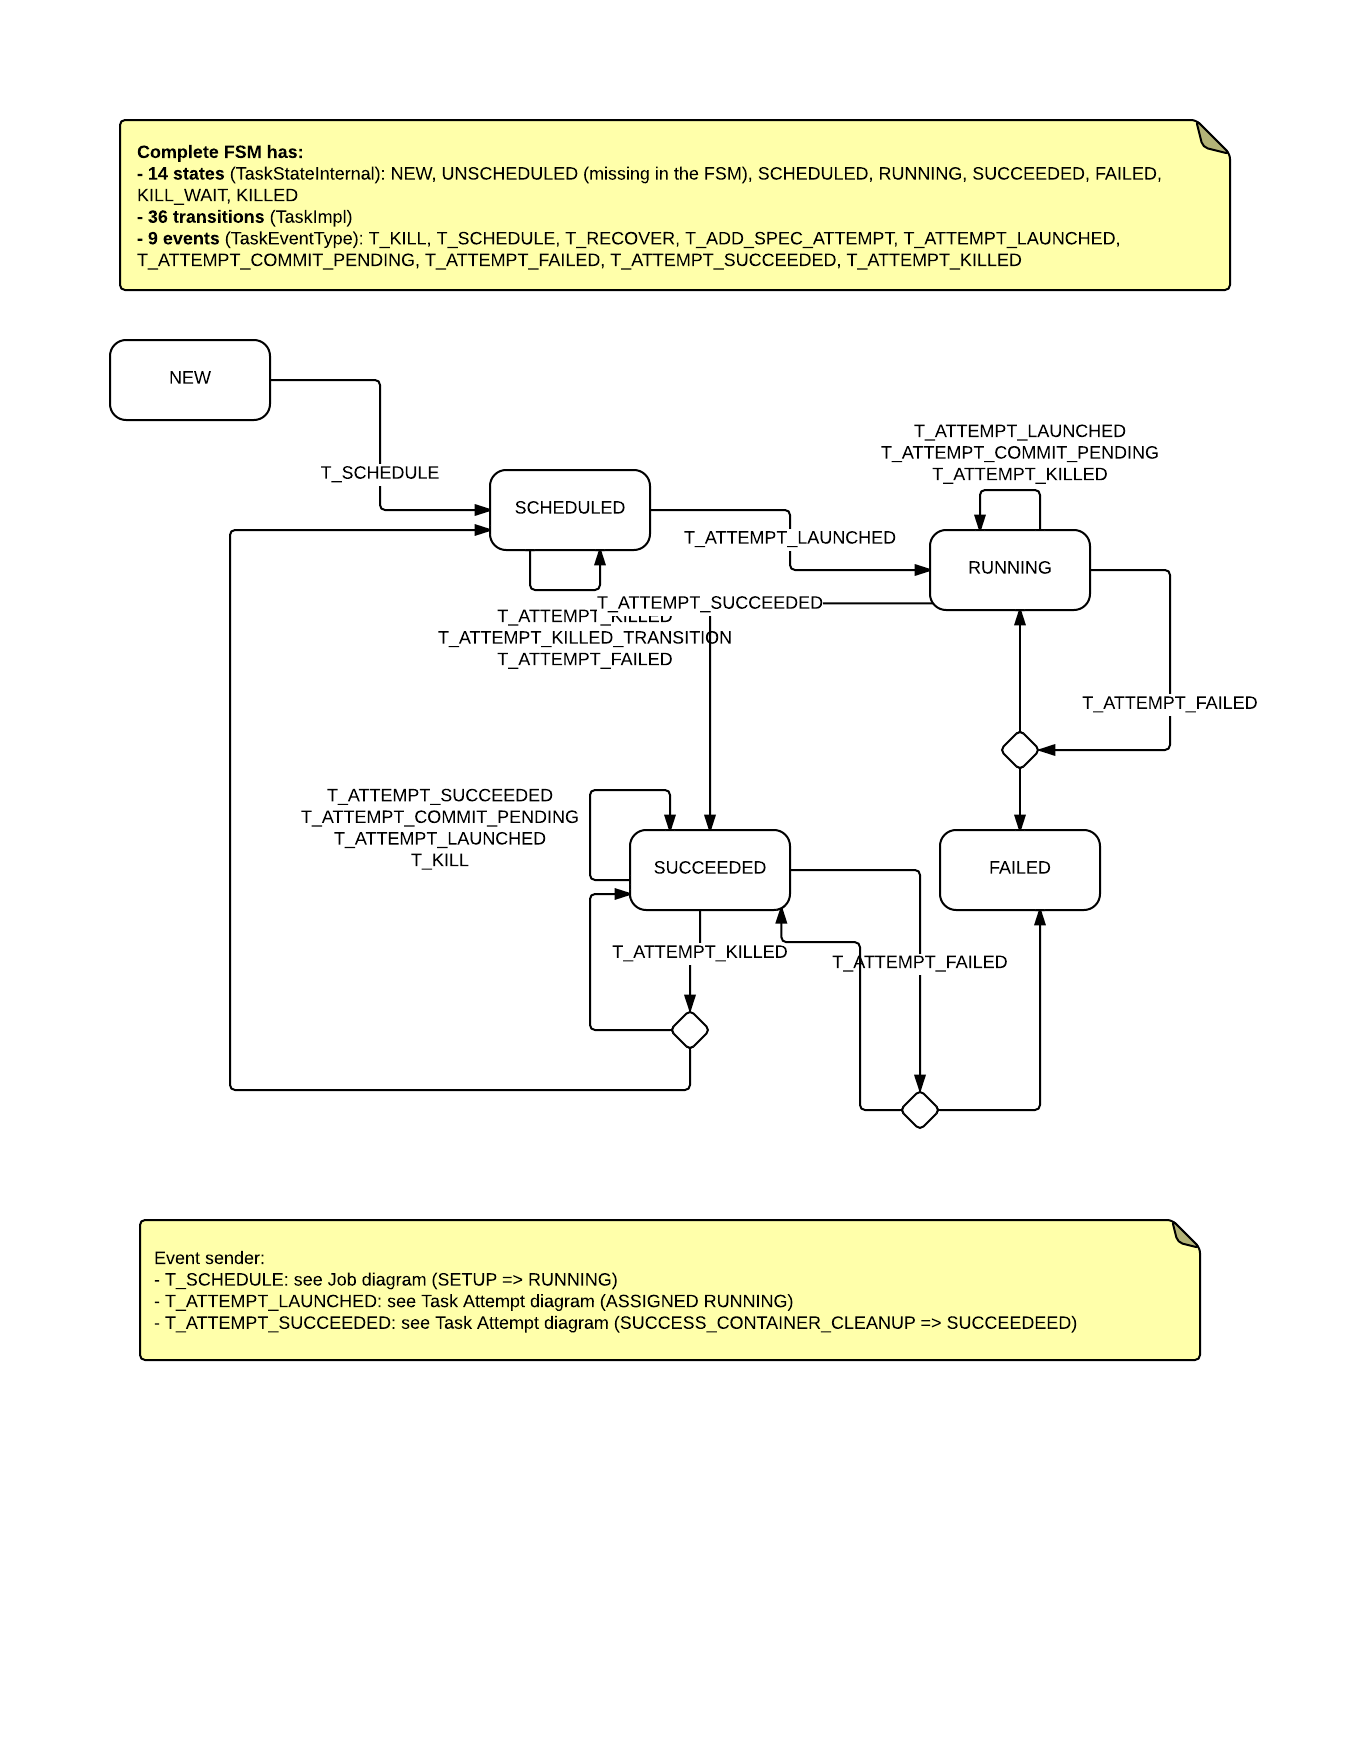 Complete FSM has:
- 14 states (TaskStateInternal): NEW, UNSCHEDULED (missing in the FSM), SCHEDULED, RUNNING, SUCCEEDED, FAILED,
KILL_WAIT, KILLED
- 36 transitions (TaskImpl)
- 9 events (TaskEventType): T_KILL, T_SCHEDULE, T_RECOVER, T_ADD_SPEC_ATTEMPT, T_ATTEMPT_LAUNCHED,
T_ATTEMPT_COMMIT_PENDING, T_ATTEMPT_FAILED, T_ATTEMPT_SUCCEEDED, T_ATTEMPT_KILLED
NEW
T_ATTEMPT_LAUNCHED
T_ATTEMPT_COMMIT_PENDING
T_ATTEMPT_KILLED
T_SCHEDULE
SCHEDULED
T_ATTEMPT_LAUNCHED
RUNNING
T_ATTEMPT_SUCCEEDED
T_ATTEMPT_KILLED
T_ATTEMPT_KILLED_TRANSITION
T_ATTEMPT_FAILED
T_ATTEMPT_FAILED
T_ATTEMPT_SUCCEEDED
T_ATTEMPT_COMMIT_PENDING
T_ATTEMPT_LAUNCHED
T_KILL
SUCCEEDED
FAILED
T_ATTEMPT_KILLED
T_ATTEMPT_FAILED
Event sender:
- T_SCHEDULE: see Job diagram (SETUP => RUNNING)
- T_ATTEMPT_LAUNCHED: see Task Attempt diagram (ASSIGNED RUNNING)
- T_ATTEMPT_SUCCEEDED: see Task Attempt diagram (SUCCESS_CONTAINER_CLEANUP => SUCCEEDEED)